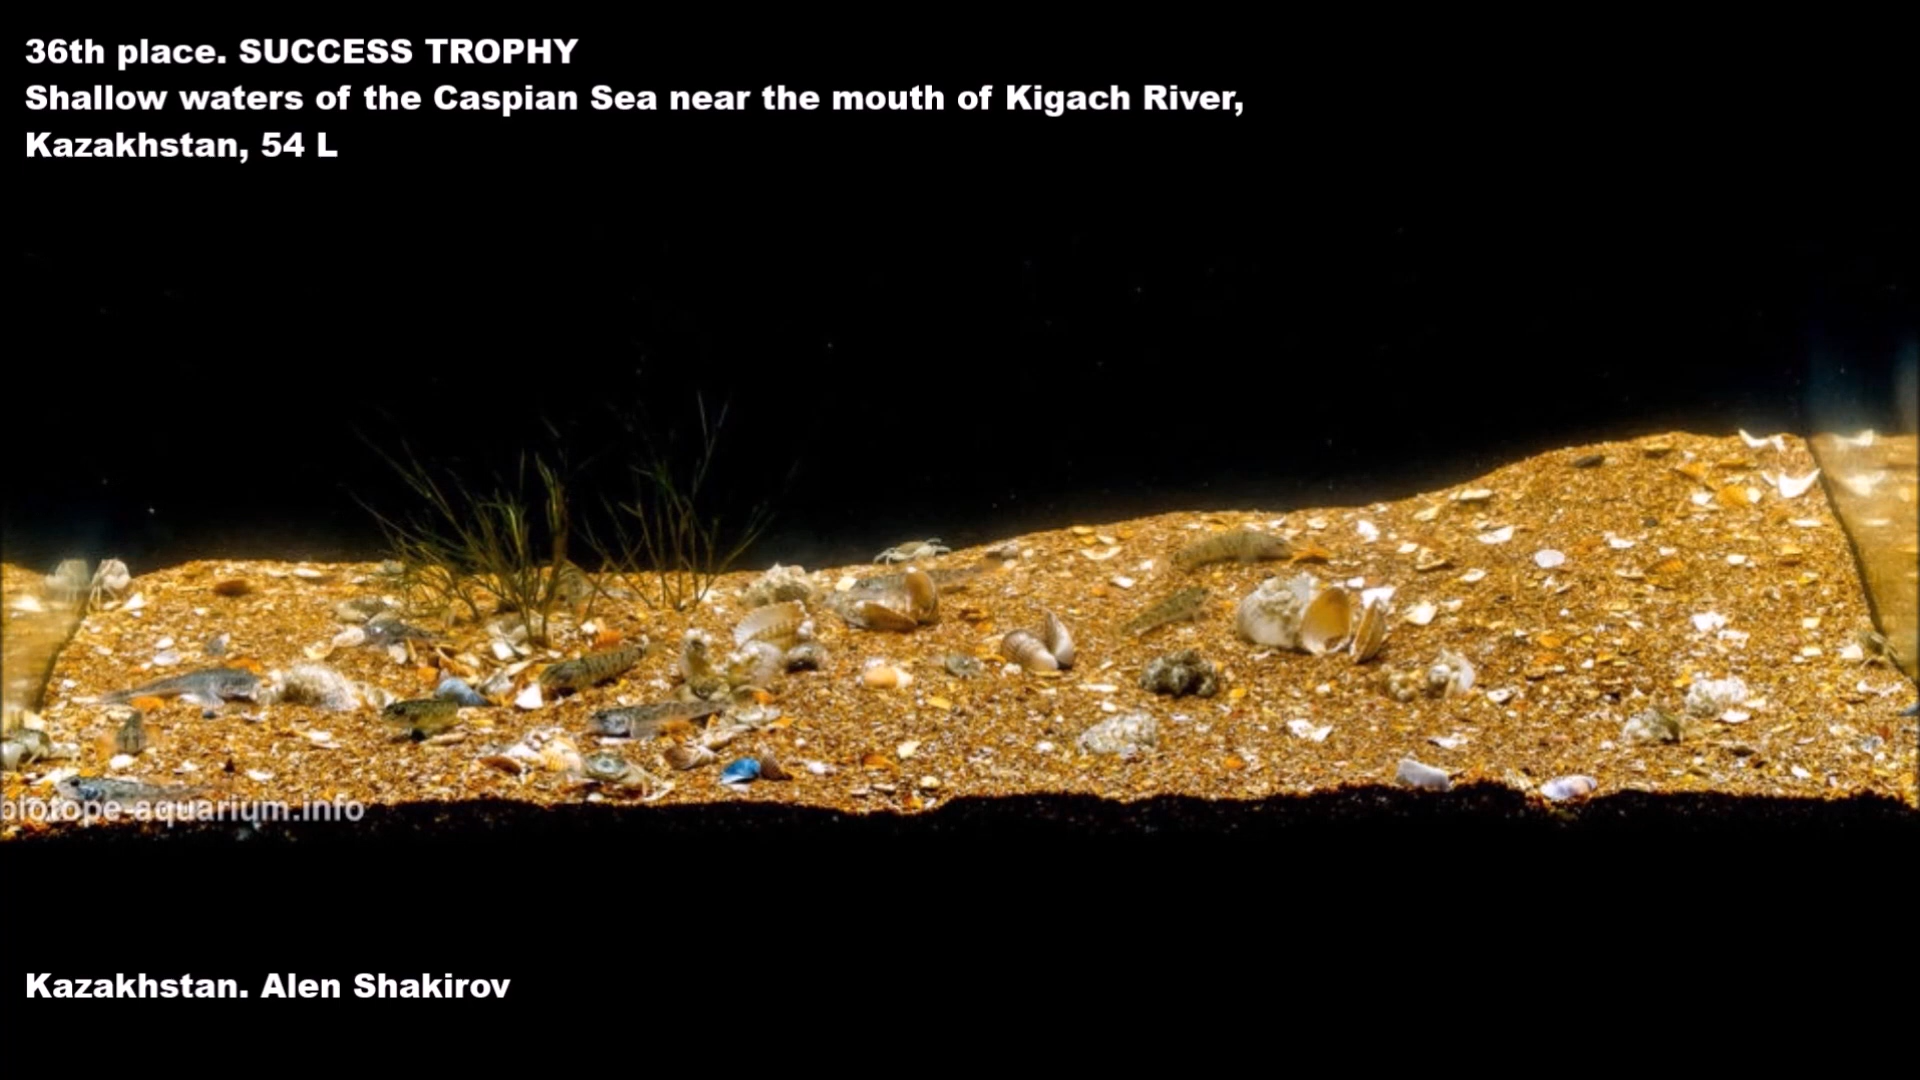 36th place. SUCCESS TROPHY
Shallow waters of the Caspian Sea near the mouth of Kigach River,
Kazakhstan, 54 L
biotope-aquarium.info
Kazakhstan. Alen Shakirov